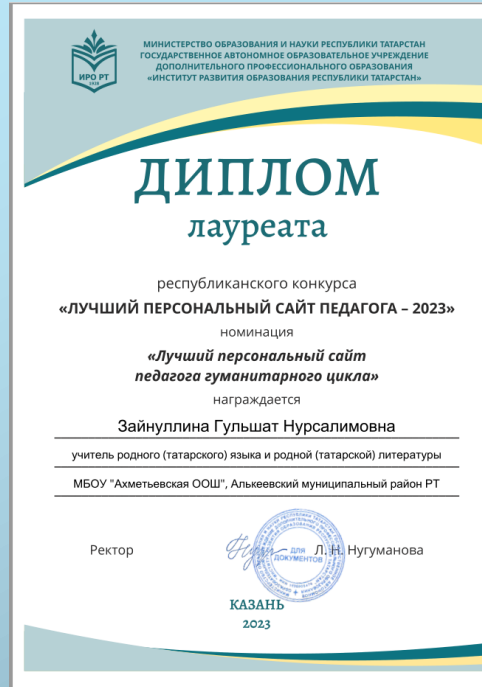 ИРО РТ
МИНИСТЕРСТВО ОБРАЗОВАНИЯ И НАУКИ РЕСПУБЛИКИ ТАТАРСТАН
ГОСУДАРСТВЕННОЕ АВТОНОМНОЕ ОБРАЗОВАТЕЛЬНОЕ УЧРЕЖДЕНИЕ
ДОПОЛНИТЕЛЬНОГО ПРОФЕССИОНАЛЬНОГО ОБРАЗОВАНИЯ
«ИНСТИТУТ РАЗВИТИЯ ОБРАЗОВАНИЯ РЕСПУБЛИКИ ТАТАРСТАН»
ДИПЛОМ
лауреата
республиканского конкурса
«ЛУЧШИЙ ПЕРСОНАЛЬНЫЙ САЙТ ПЕДАГОГА – 2023»
номинация
«Лучший персональный сайт
педагога гуманитарного цикла»
награждается
Зайнуллина Гульшат Нурсалимовна
учитель родного (татарского) языка и родной (татарской) литературы
МБОУ "Ахметьевская ООШ", Алькеевский муниципальный район РТ
Ректор
Л. Н. Нугуманова
ДЛЯ
ДОКУМЕНТОВ
КАЗАНЬ
2023